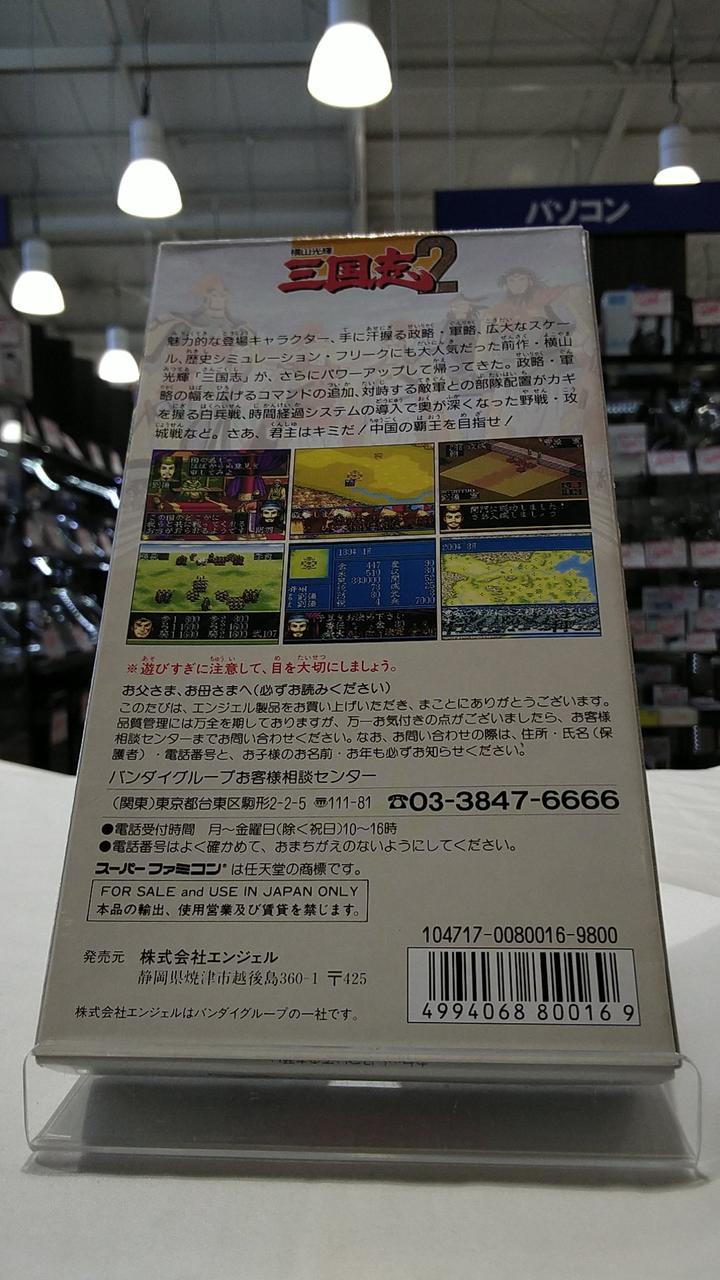 パソコン
横山光輝
三国志2
魅力的な登場キャラクター、手に汗握る政略・軍略、広大なスケー
ル、歴史シミュレーション・フリークにも大人気だった前作・横山
光輝「三国志」が、さらにパワーアップして帰ってきた。政略・軍
略の幅を広げるコマンドの追加、対峙する敵軍との部隊配置がカギ
を握る白兵戦、時間経過システムの導入で奥が深くなった野戦・攻
城戦など。さあ、君主はキミだ!中国の覇王を目指せ!
※遊びすぎに注意して、目を大切にしましょう。
お父さま、お母さまへ(必ずお読みください)
このたびは、エンジェル製品をお買い上げいただき、まことにありがとうございます。
品質管理には万全を期しておりますが、万一お気付きの点がございましたら、お客様
相談センターまでお問い合わせください。なお、お問い合わせの際は、住所・氏名(保
護者)・電話番号と、お子様のお名前・お年も必ずお知らせください。
バンダイグループお客様相談センター
(関東)東京都台東区駒形2-2-5 〠111-81 ☎03-3847-6666
●電話受付時間 月〜金曜日(除く祝日)10〜16時
●電話番号はよく確かめて、おまちがえのないようにしてください。
スーパーファミコン®は任天堂の商標です。
FOR SALE and USE IN JAPAN ONLY
本品の輸出、使用営業及び賃貸を禁じます。
発売元 株式会社エンジェル
静岡県焼津市越後島360-1 〒425
株式会社エンジェルはバンダイグループの一社です。
104717-0080016-9800
4994068 80016 9